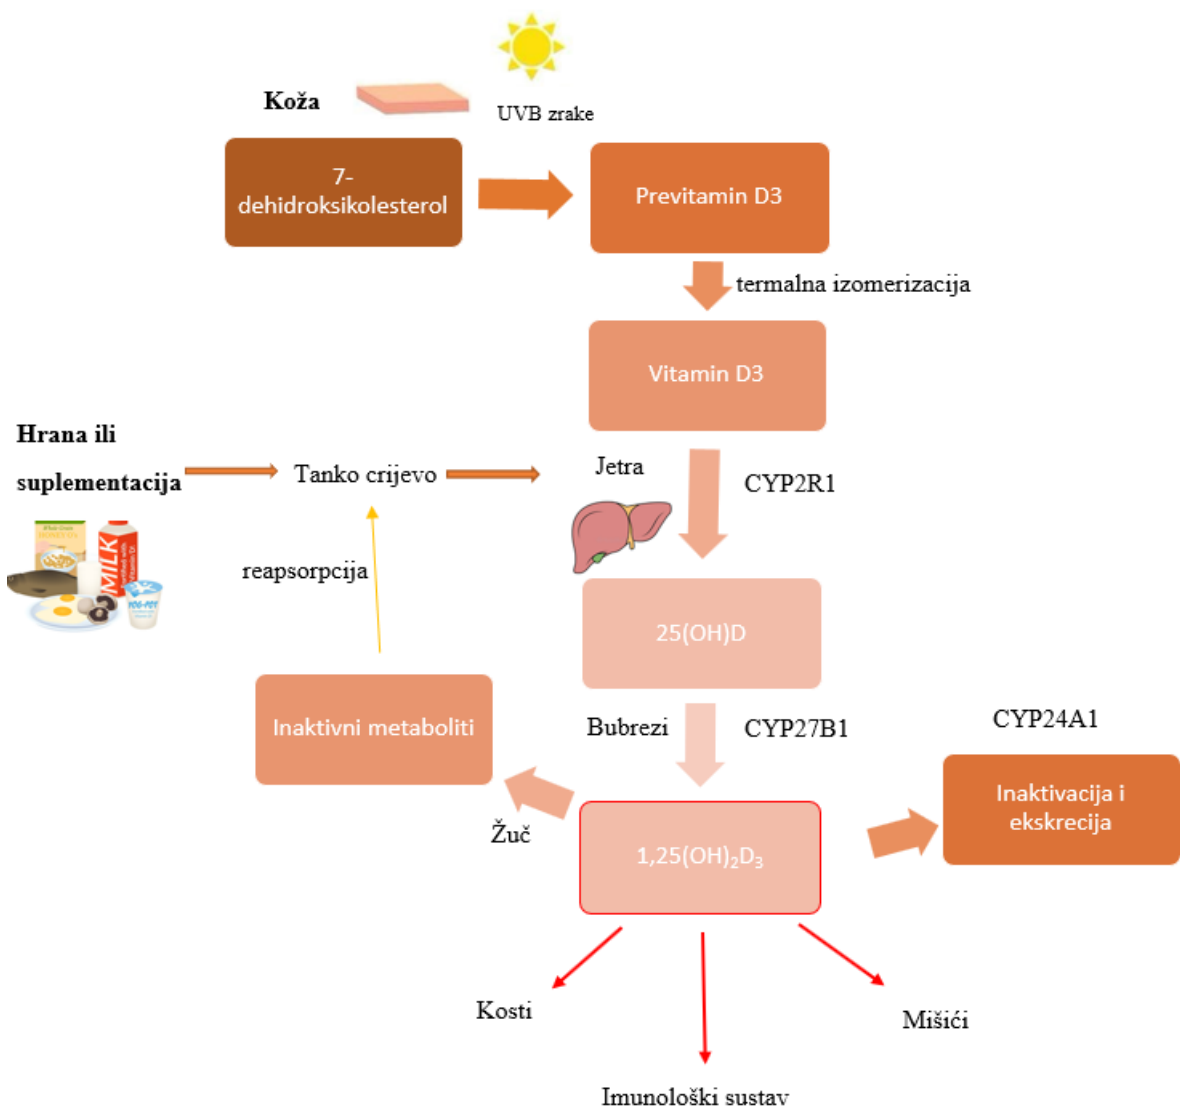 Koža
UVB zrake
7-
dehidroksikolesterol
Previtamin D3
termalna izomerizacija
Vitamin D3
Hrana ili
suplementacija
Tanko crijevo
Jetra
CYP2R1
MILK
reapsorpcija
25(OH)D
Inaktivni metaboliti
Bubrezi
CYP27B1
CYP24A1
Inaktivacija i
ekskrecija
Žuč
1,25(OH)₂D₃
Kosti
Mišići
Imunološki sustav